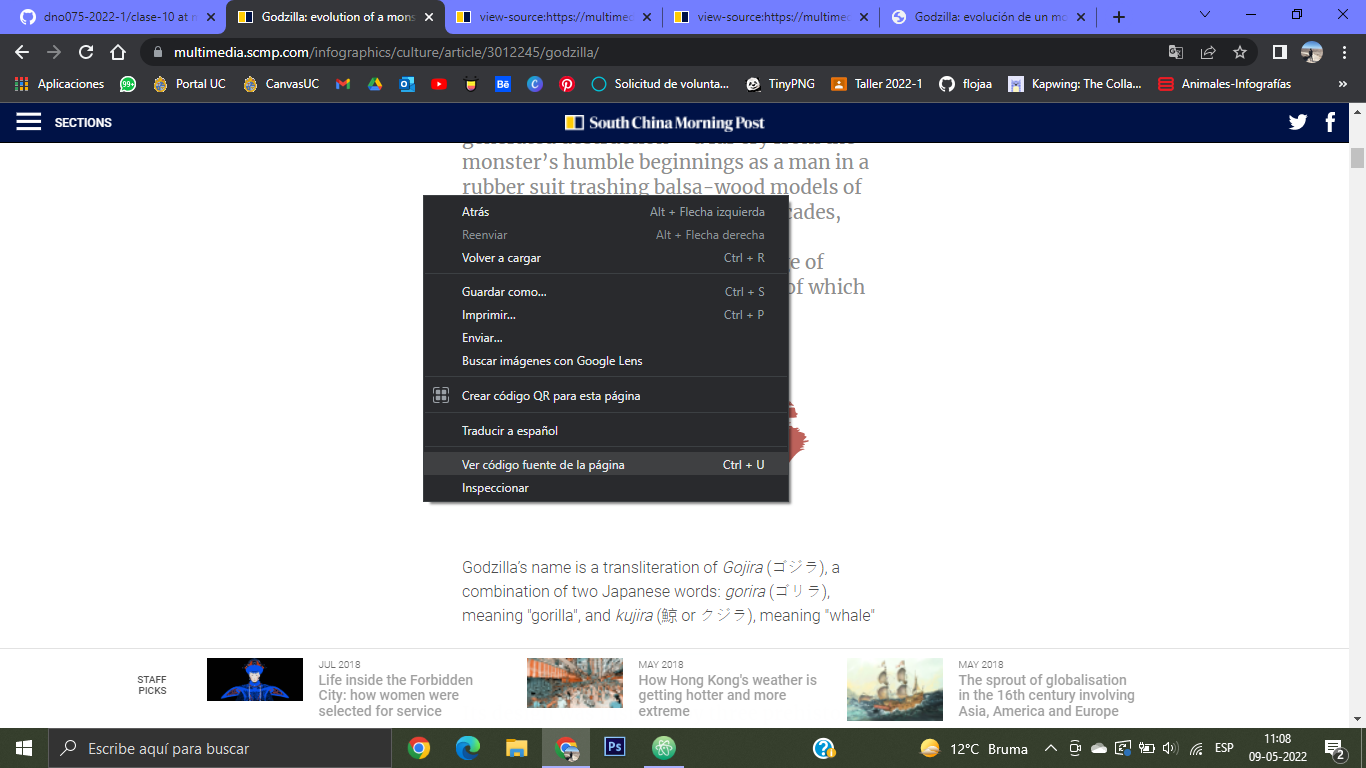 dno075-2022-1/clase-10 at m
Godzilla: evolution of a mons
view-source:https://multimed
view-source:https://multimed
Godzilla: evolución de un mo
multimedia.scmp.com/infographics/culture/article/3012245/godzilla/
Aplicaciones
99+
Portal UC
CanvasUC
Solicitud de volunta...
TinyPNG
Taller 2022-1
flojaa
Kapwing: The Colla...
Animales-Infografías
SECTIONS
South China Morning Post
monster's humble beginnings as a man in a
rubber suit trashing balsa-wood models of
cades,
e of
of which
Atrás Alt + Flecha izquierda
Reenviar Alt + Flecha derecha
Volver a cargar Ctrl + R
Guardar como... Ctrl + S
Imprimir... Ctrl + P
Enviar...
Buscar imágenes con Google Lens
Crear código QR para esta página
Traducir a español
Ver código fuente de la página Ctrl + U
Inspeccionar
Godzilla's name is a transliteration of Gojira (ゴジラ), a
combination of two Japanese words: gorira (ゴリラ),
meaning "gorilla", and kujira (鯨 or クジラ), meaning "whale"
STAFF
PICKS
JUL 2018
Life inside the Forbidden
City: how women were
selected for service
MAY 2018
How Hong Kong's weather is
getting hotter and more
extreme
MAY 2018
The sprout of globalisation
in the 16th century involving
Asia, America and Europe
Escribe aquí para buscar
Ps
12°C Bruma
ESP
11:08
09-05-2022
2